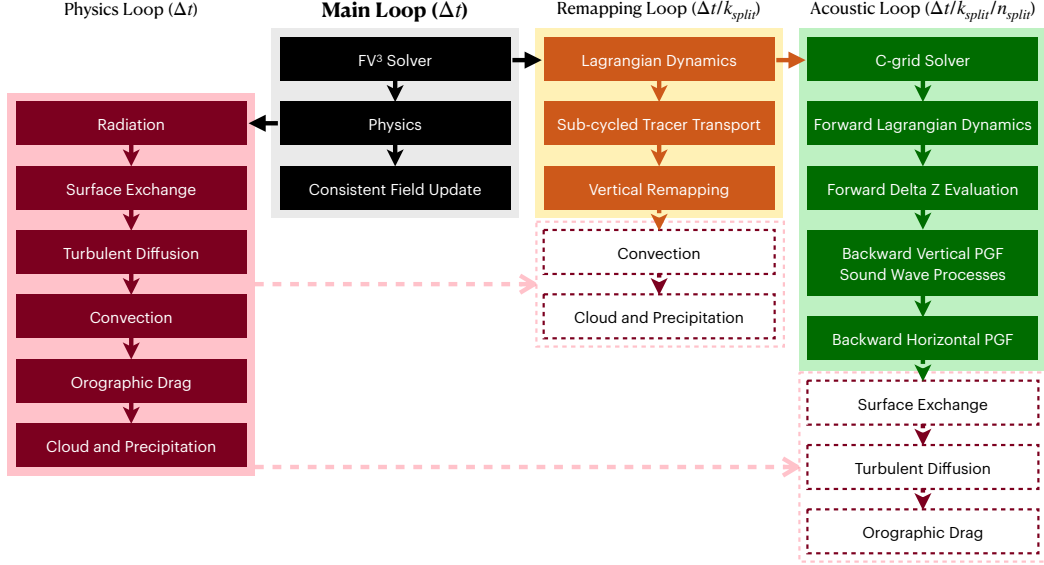 Physics Loop (Δt)
Radiation
Surface Exchange
Turbulent Diffusion
Convection
Orographic Drag
Cloud and Precipitation
Main Loop (Δt)
FV³ Solver
Physics
Consistent Field Update
Remapping Loop (Δt/k_split)
Lagrangian Dynamics
Sub-cycled Tracer Transport
Vertical Remapping
Convection
Cloud and Precipitation
Acoustic Loop (Δt/k_split/n_split)
C-grid Solver
Forward Lagrangian Dynamics
Forward Delta Z Evaluation
Backward Vertical PGF
Sound Wave Processes
Backward Horizontal PGF
Surface Exchange
Turbulent Diffusion
Orographic Drag